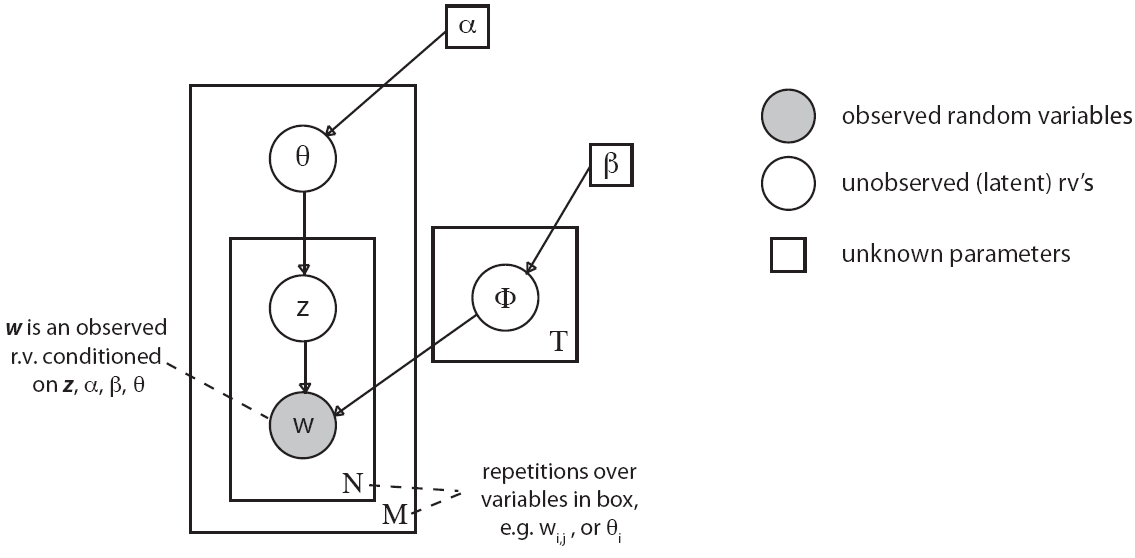 α
θ
β
z
Φ
T
w
N
M
w is an observed
r.v. conditioned
on z, α, β, θ
repetitions over
variables in box,
e.g. wi,j , or θi
observed random variables
unobserved (latent) rv's
unknown parameters